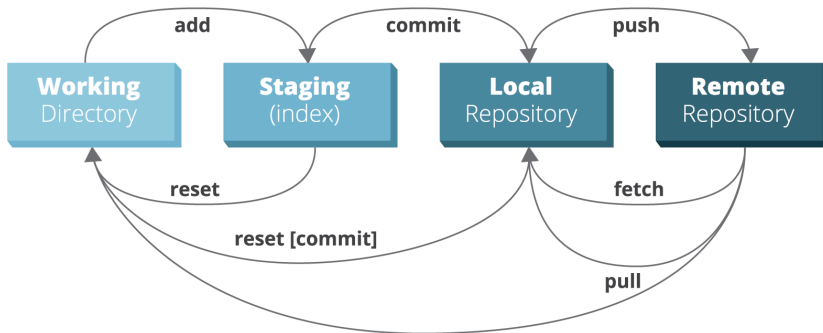 add
commit
push
Working
Directory
Staging
(index)
Local
Repository
Remote
Repository
reset
fetch
reset [commit]
pull